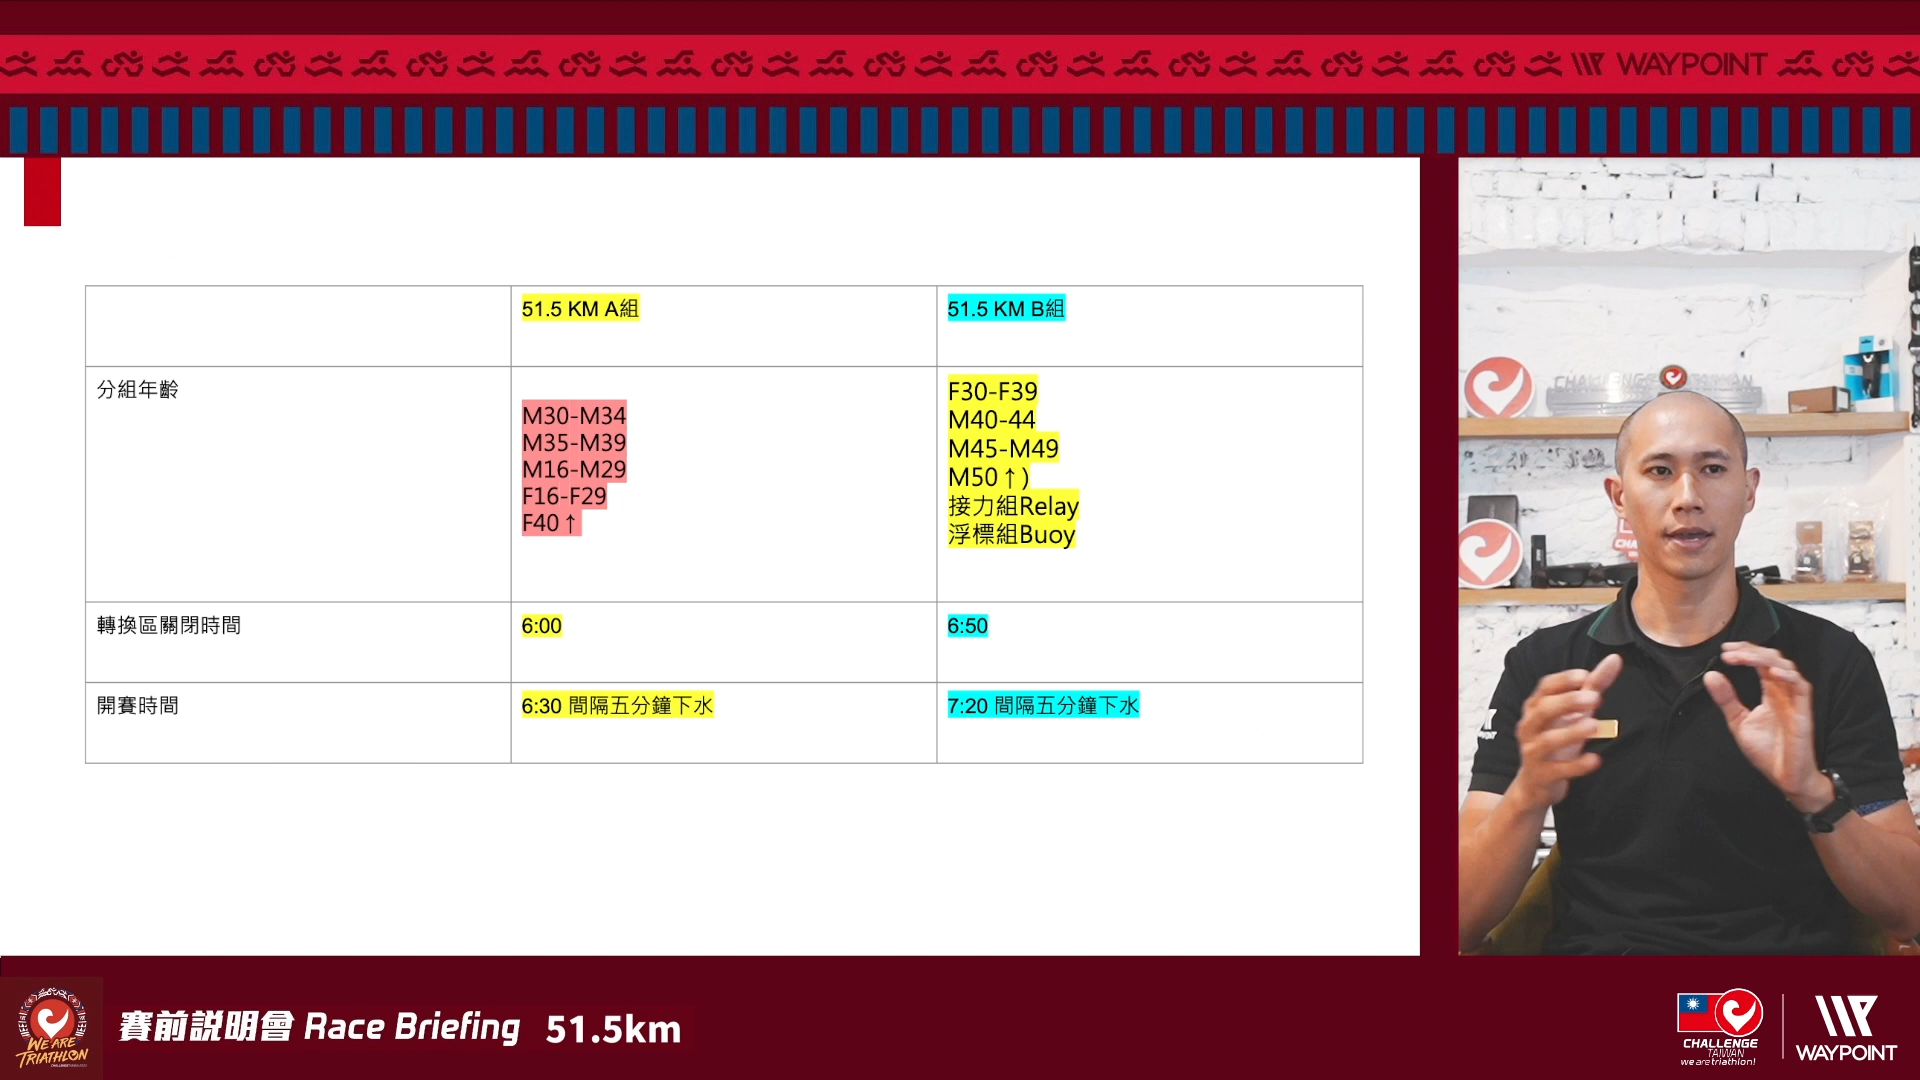 WAYPOINT
51.5 KM A組
51.5 KM B組
分組年齡
M30-M34
M35-M39
M16-M29
F16-F29
F40↑
F30-F39
M40-44
M45-M49
M50↑)
接力組Relay
浮標組Buoy
轉換區關閉時間
6:00
6:50
開賽時間
6:30 間隔五分鐘下水
7:20 間隔五分鐘下水
CHALLENGE TAIWAN
WE ARE
TRIATHLON
賽前説明會 Race Briefing 51.5km
CHALLENGE
TAIWAN
we are triathlon!
WAYPOINT